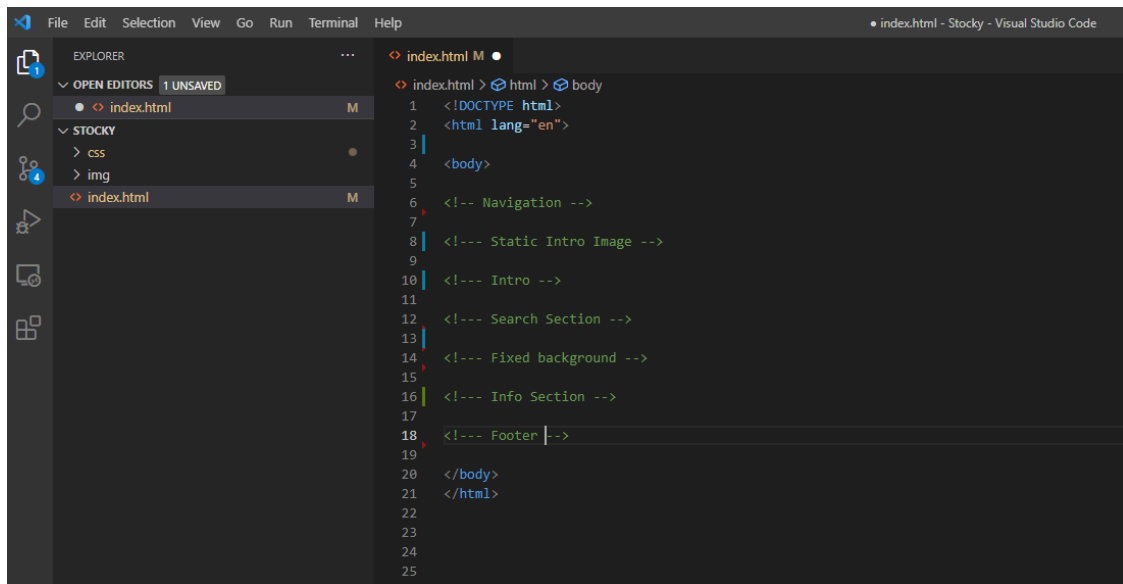 File Edit Selection View Go Run Terminal Help
● index.html - Stocky - Visual Studio Code
EXPLORER ...
1
OPEN EDITORS 1 UNSAVED
● <> index.html M
STOCKY
> css
> img
<> index.html M
4
<> index.html M ●
<> index.html > html > body
1 <!DOCTYPE html>
2 <html lang="en">
3
4 <body>
5
6 <!-- Navigation -->
7
8 <!--- Static Intro Image -->
9
10 <!--- Intro -->
11
12 <!--- Search Section -->
13
14 <!--- Fixed background -->
15
16 <!--- Info Section -->
17
18 <!--- Footer -->
19
20 </body>
21 </html>
22
23
24
25